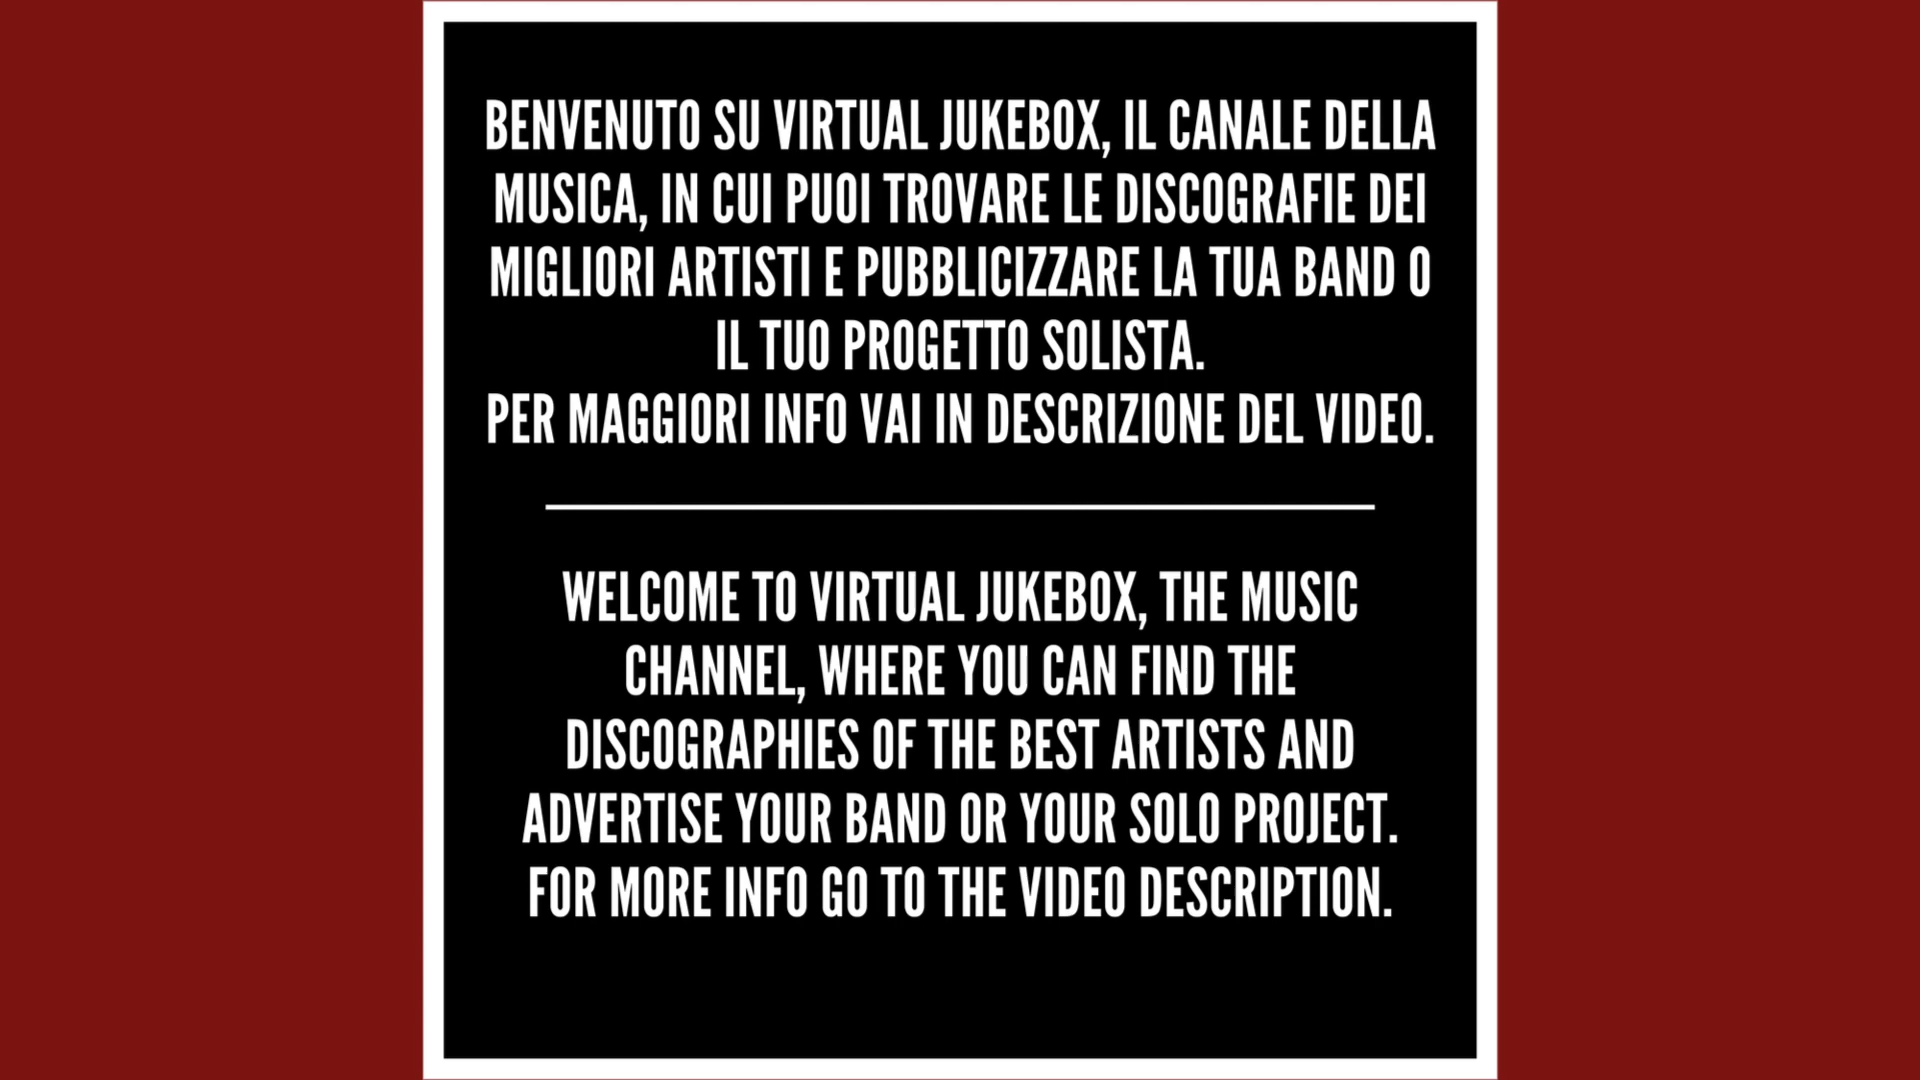 BENVENUTO SU VIRTUAL JUKEBOX, IL CANALE DELLA
MUSICA, IN CUI PUOI TROVARE LE DISCOGRAFIE DEI
MIGLIORI ARTISTI E PUBBLICIZZARE LA TUA BAND O
IL TUO PROGETTO SOLISTA.
PER MAGGIORI INFO VAI IN DESCRIZIONE DEL VIDEO.
WELCOME TO VIRTUAL JUKEBOX, THE MUSIC
CHANNEL, WHERE YOU CAN FIND THE
DISCOGRAPHIES OF THE BEST ARTISTS AND
ADVERTISE YOUR BAND OR YOUR SOLO PROJECT.
FOR MORE INFO GO TO THE VIDEO DESCRIPTION.